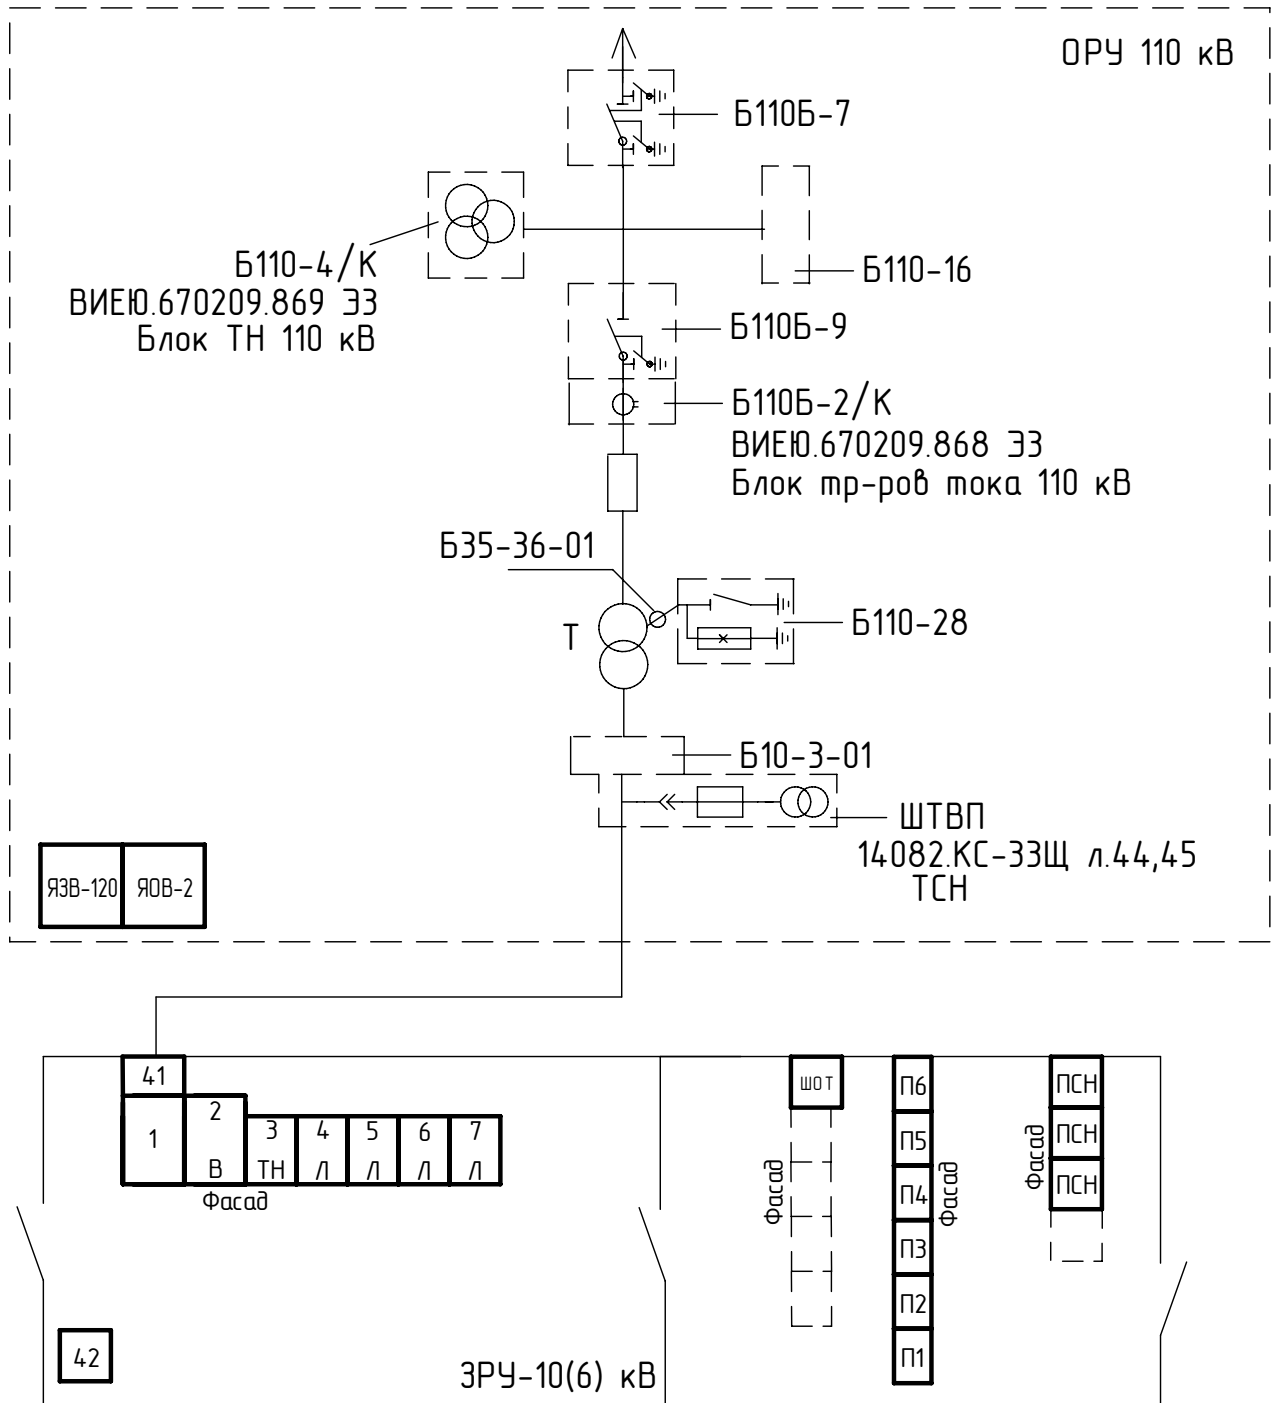 ОРУ 110 кВ
Б110Б-7
Б110-4/К
ВИЕЮ.670209.869 ЭЗ
Блок ТН 110 кВ
Б110-16
Б110Б-9
Б110Б-2/К
ВИЕЮ.670209.868 ЭЗ
Блок тр-ров тока 110 кВ
Б35-36-01
Т
Б110-28
Б10-3-01
ШТВП
14082.КС-33Щ л.44,45
ТСН
ЯЗВ-120
ЯОВ-2
41
1
2
В
3
ТН
4
Л
5
Л
6
Л
7
Л
Фасад
42
ЗРУ-10(6) кВ
ШОТ
Фасад
П6
П5
П4
П3
П2
П1
Фасад
ПСН
ПСН
ПСН
Фасад